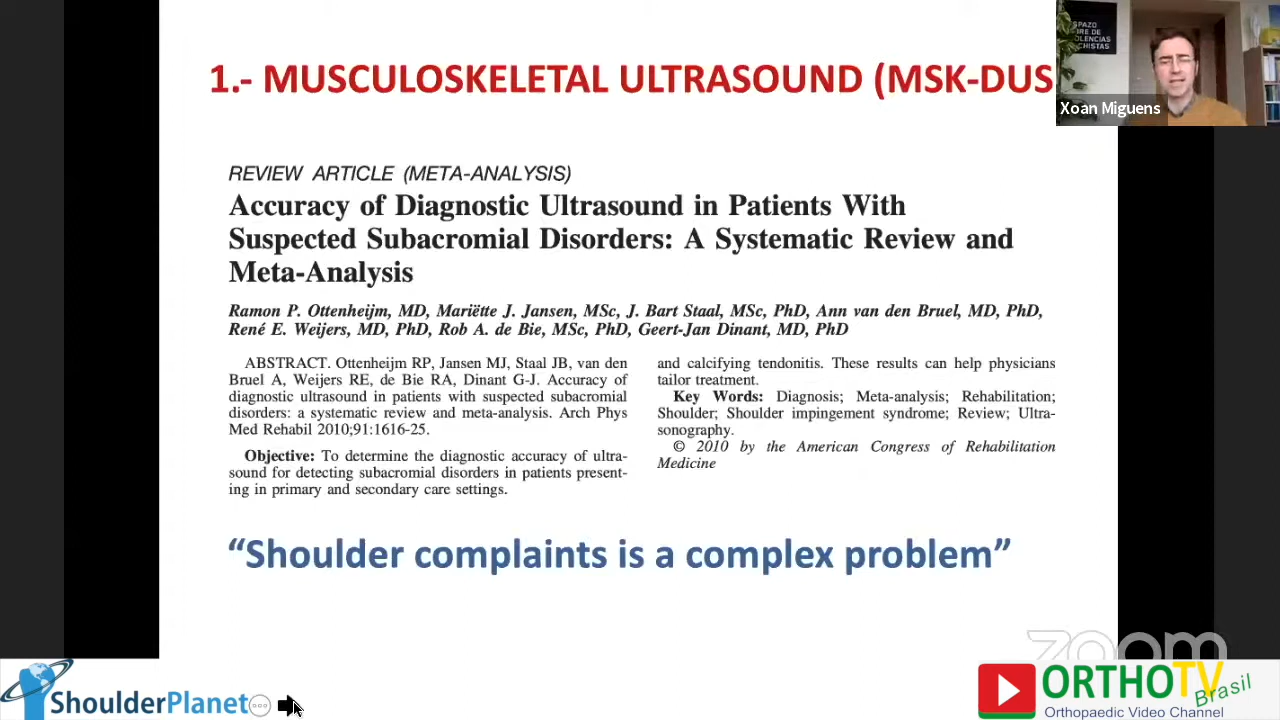 1.- MUSCULOSKELETAL ULTRASOUND (MSK-DUS
SPAZO
IRE DE
OLENCIAS
CHISTAS
Xoan Miguens
REVIEW ARTICLE (META-ANALYSIS)
Accuracy of Diagnostic Ultrasound in Patients With
Suspected Subacromial Disorders: A Systematic Review and
Meta-Analysis
Ramon P. Ottenheijm, MD, Mariëtte J. Jansen, MSc, J. Bart Staal, MSc, PhD, Ann van den Bruel, MD, PhD,
René E. Weijers, MD, PhD, Rob A. de Bie, MSc, PhD, Geert-Jan Dinant, MD, PhD
ABSTRACT. Ottenheijm RP, Jansen MJ, Staal JB, van den
Bruel A, Weijers RE, de Bie RA, Dinant G-J. Accuracy of
diagnostic ultrasound in patients with suspected subacromial
disorders: a systematic review and meta-analysis. Arch Phys
Med Rehabil 2010;91:1616-25.
Objective: To determine the diagnostic accuracy of ultra-
sound for detecting subacromial disorders in patients present-
ing in primary and secondary care settings.
and calcifying tendonitis. These results can help physicians
tailor treatment.
Key Words: Diagnosis; Meta-analysis; Rehabilitation;
Shoulder; Shoulder impingement syndrome; Review; Ultra-
sonography.
© 2010 by the American Congress of Rehabilitation
Medicine
“Shoulder complaints is a complex problem”
zoom
ShoulderPlanet
ORTHOTV
Brasil
Orthopaedic Video Channel